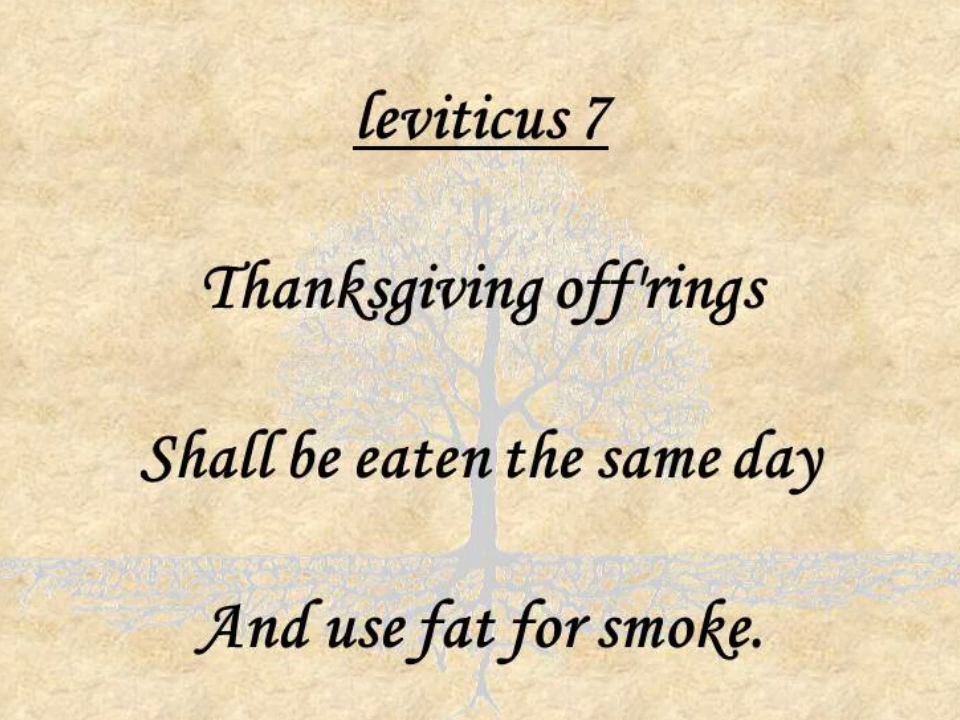 leviticus 7
Thanksgiving off'rings
Shall be eaten the same day
And use fat for smoke.